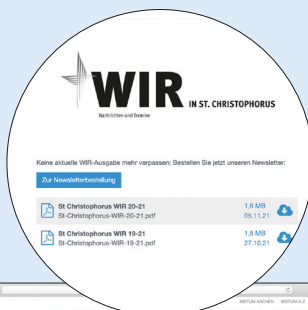 WIR IN ST. CHRISTOPHORUS
Nachrichten und Termine
Keine aktuelle WIR-Ausgabe mehr verpassen: Bestellen Sie jetzt unseren Newsletter:
Zur Newsletterbestellung
St Christophorus WIR 20-21 1,6 MB
St-Christophorus-WIR-20-21.pdf 05.11.21
St Christophorus WIR 19-21 1,8 MB
St-Christophorus-WIR-19-21.pdf 27.10.21
BISTUM AACHEN BISTUM A-Z